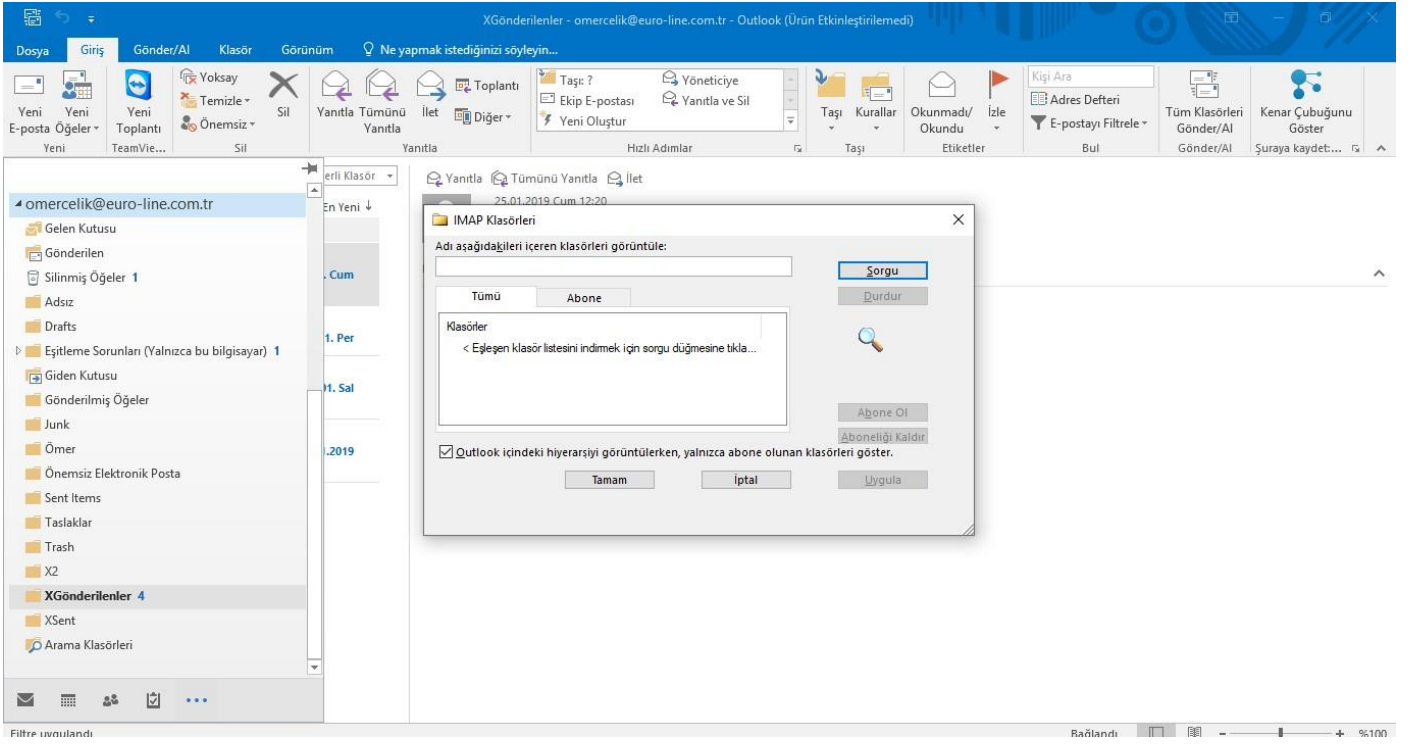 XGönderilenler - omercelik@euro-line.com.tr - Outlook (Ürün Etkinleştirilemedi)
Dosya Giriş Gönder/Al Klasör Görünüm Ne yapmak istediğinizi söyleyin...
Yeni E-posta
Yeni Öğeler
Yeni
Yeni Toplantı
TeamVie...
Yoksay
Temizle
Önemsiz
Sil
Sil
Yanıtla
Tümünü Yanıtla
İlet
Toplantı
Diğer
Yanıtla
Taşı: ?
Ekip E-postası
Yeni Oluştur
Yöneticiye
Yanıtla ve Sil
Hızlı Adımlar
Taşı
Kurallar
Taşı
Okunmadı/ Okundu
İzle
Etiketler
Kişi Ara
Adres Defteri
E-postayı Filtrele
Bul
Tüm Klasörleri Gönder/Al
Gönder/Al
Kenar Çubuğunu Göster
Şuraya kaydet:...
omercelik@euro-line.com.tr
Gelen Kutusu
Gönderilen
Silinmiş Öğeler 1
Adsız
Drafts
Eşitleme Sorunları (Yalnızca bu bilgisayar) 1
Giden Kutusu
Gönderilmiş Öğeler
Junk
Ömer
Önemsiz Elektronik Posta
Sent Items
Taslaklar
Trash
X2
XGönderilenler 4
XSent
Arama Klasörleri
erli Klasör
En Yeni ↓
. Cum
1. Per
01. Sal
.2019
Yanıtla Tümünü Yanıtla İlet
25.01.2019 Cum 12:20
IMAP Klasörleri
Adı aşağıdakileri içeren klasörleri görüntüle:
Sorgu
Durdur
Tümü Abone
Klasörler
< Eşleşen klasör listesini indirmek için sorgu düğmesine tıkla...
Abone Ol
Aboneliği Kaldır
Outlook içindeki hiyerarşiyi görüntülerken, yalnızca abone olunan klasörleri göster.
Tamam İptal Uygula
Filtre uygulandı
Bağlandı
%100